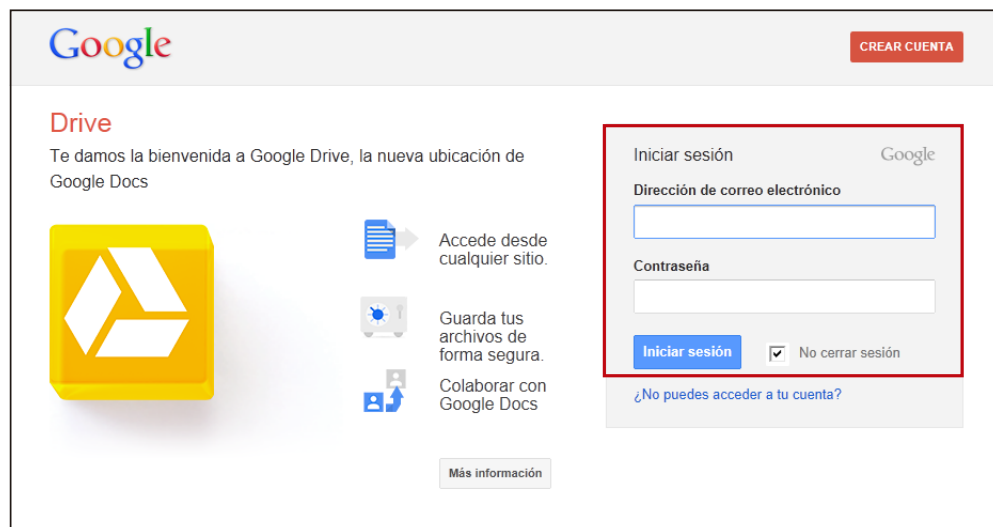 Google
CREAR CUENTA
Drive
Te damos la bienvenida a Google Drive, la nueva ubicación de
Google Docs
Accede desde
cualquier sitio.
Guarda tus
archivos de
forma segura.
Colaborar con
Google Docs
Más información
Iniciar sesión Google
Dirección de correo electrónico
Contraseña
Iniciar sesión No cerrar sesión
¿No puedes acceder a tu cuenta?